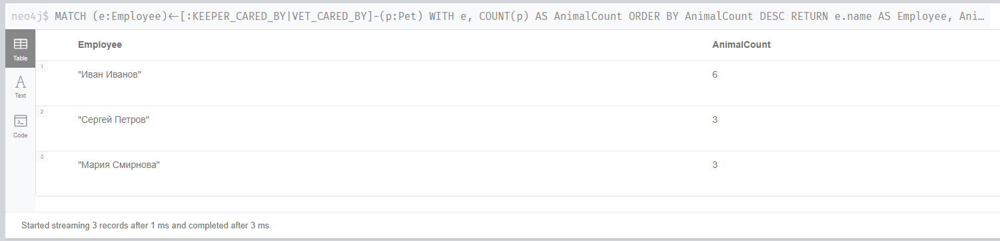 neo4j$ MATCH (e:Employee)<-[:KEEPER_CARED_BY|VET_CARED_BY]-(p:Pet) WITH e, COUNT(p) AS AnimalCount ORDER BY AnimalCount DESC RETURN e.name AS Employee, Ani…
Employee AnimalCount
Table
1 "Иван Иванов" 6
Text
2 "Сергей Петров" 3
Code
3 "Мария Смирнова" 3
Started streaming 3 records after 1 ms and completed after 3 ms.